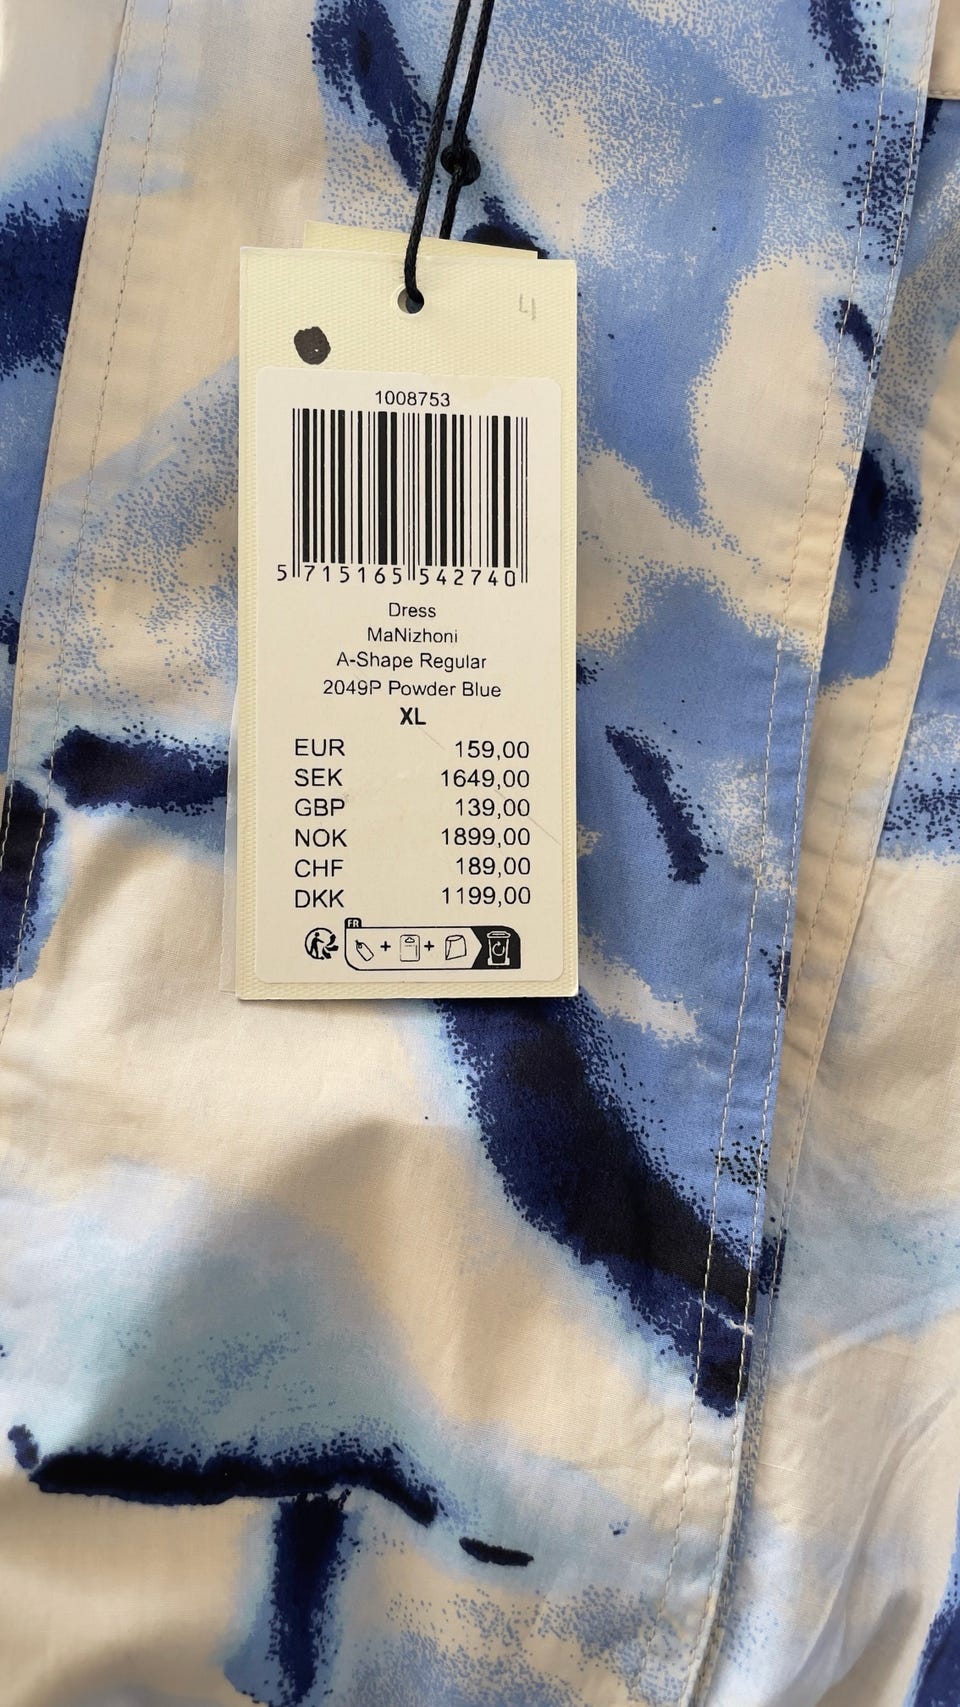 4
1008753
5 715165 542740
Dress
MaNizhoni
A-Shape Regular
2049P Powder Blue
XL
EUR 159,00
SEK 1649,00
GBP 139,00
NOK 1899,00
CHF 189,00
DKK 1199,00
FR
+ +